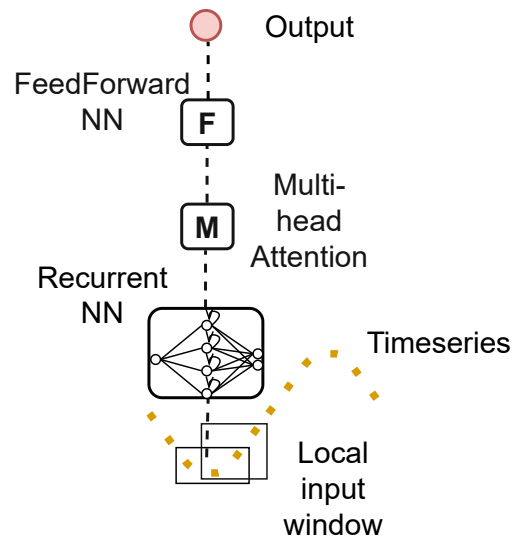 Output
FeedForward
NN
F
Multi-
head
Attention
M
Recurrent
NN
Timeseries
Local
input
window